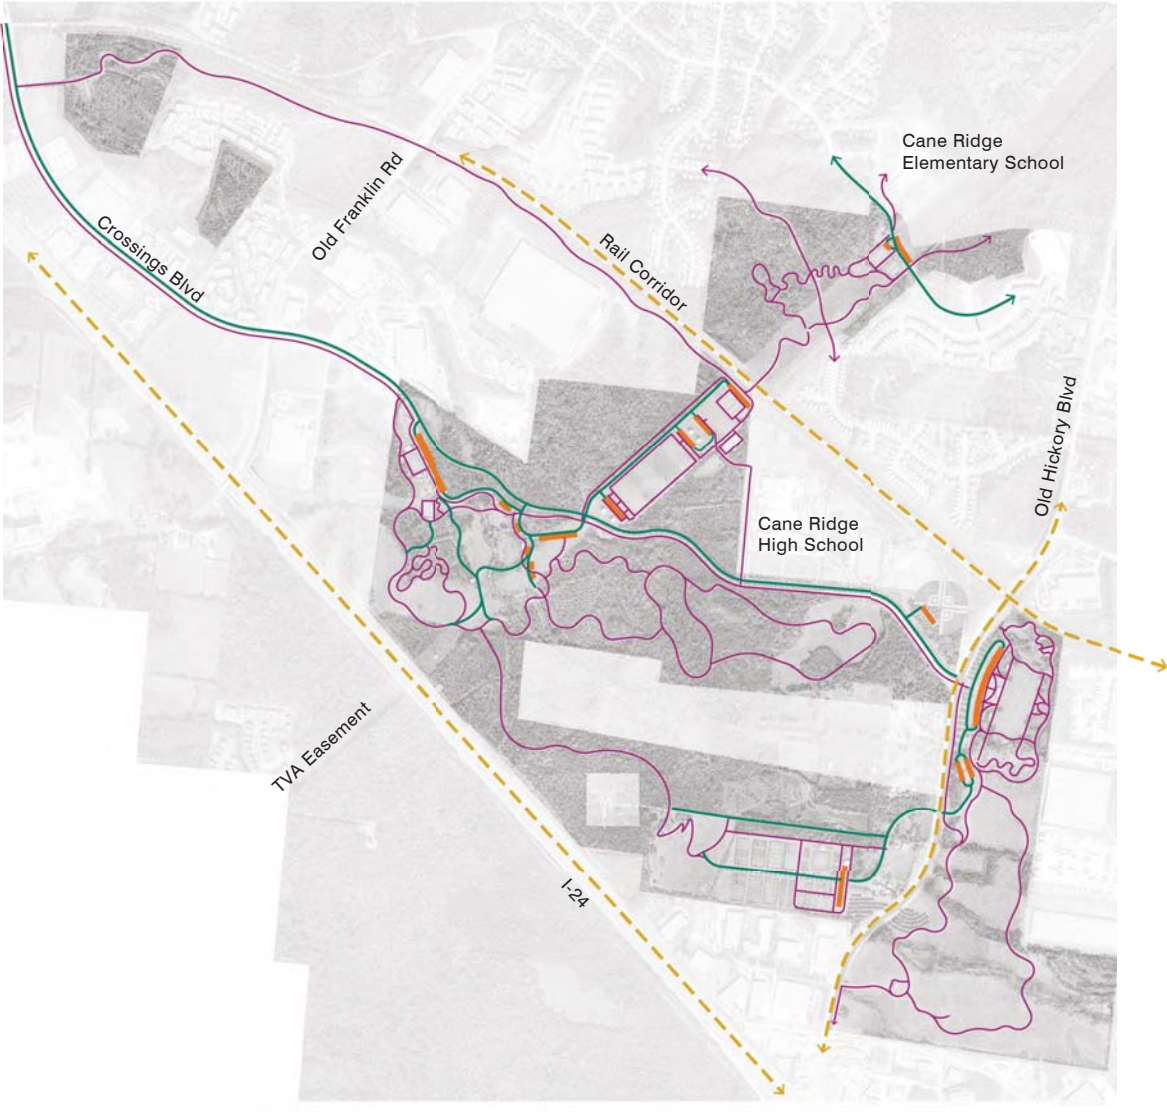 Cane Ridge
Elementary School
Old Franklin Rd
Crossings Blvd
Rail Corridor
Old Hickory Blvd
Cane Ridge
High School
TVA Easement
I-24